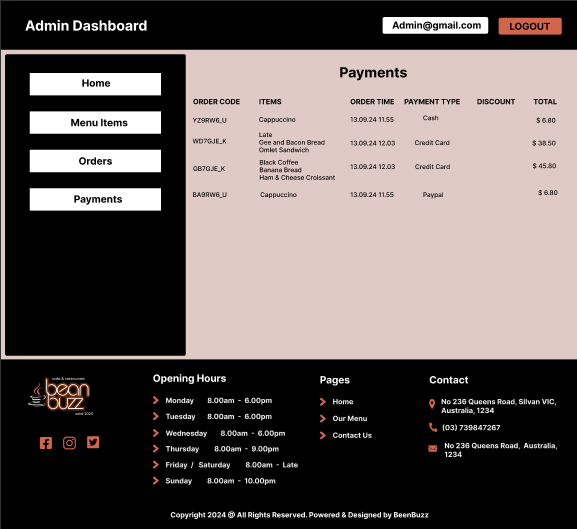 Admin Dashboard
Admin@gmail.com
LOGOUT
Home
Menu Items
Orders
Payments
Payments
ORDER CODE ITEMS ORDER TIME PAYMENT TYPE DISCOUNT TOTAL
YZ9RW6_U Cappuccino 13.09.24 11.55 Cash $ 6.80
WD7GJE_K Late
Gee and Bacon Bread 13.09.24 12.03 Credit Card $ 38.50
Omlet Sandwich
GB7GJE_K Black Coffee
Banana Bread 13.09.24 12.03 Credit Card $ 45.80
Ham & Cheese Croissant
BA9RW6_U Cappuccino 13.09.24 11.55 Paypal $ 6.80
cafe & restaurant
bean
buzz
estd 2020
Opening Hours
Monday 8.00am - 6.00pm
Tuesday 8.00am - 6.00pm
Wednesday 8.00am - 6.00pm
Thursday 8.00am - 9.00pm
Friday / Saturday 8.00am - Late
Sunday 8.00am - 10.00pm
Pages
Home
Our Menu
Contact Us
Contact
No 236 Queens Road, Silvan VIC,
Australia, 1234
(03) 739847267
No 236 Queens Road, Australia,
1234
Copyright 2024 @ All Rights Reserved. Powered & Designed by BeenBuzz